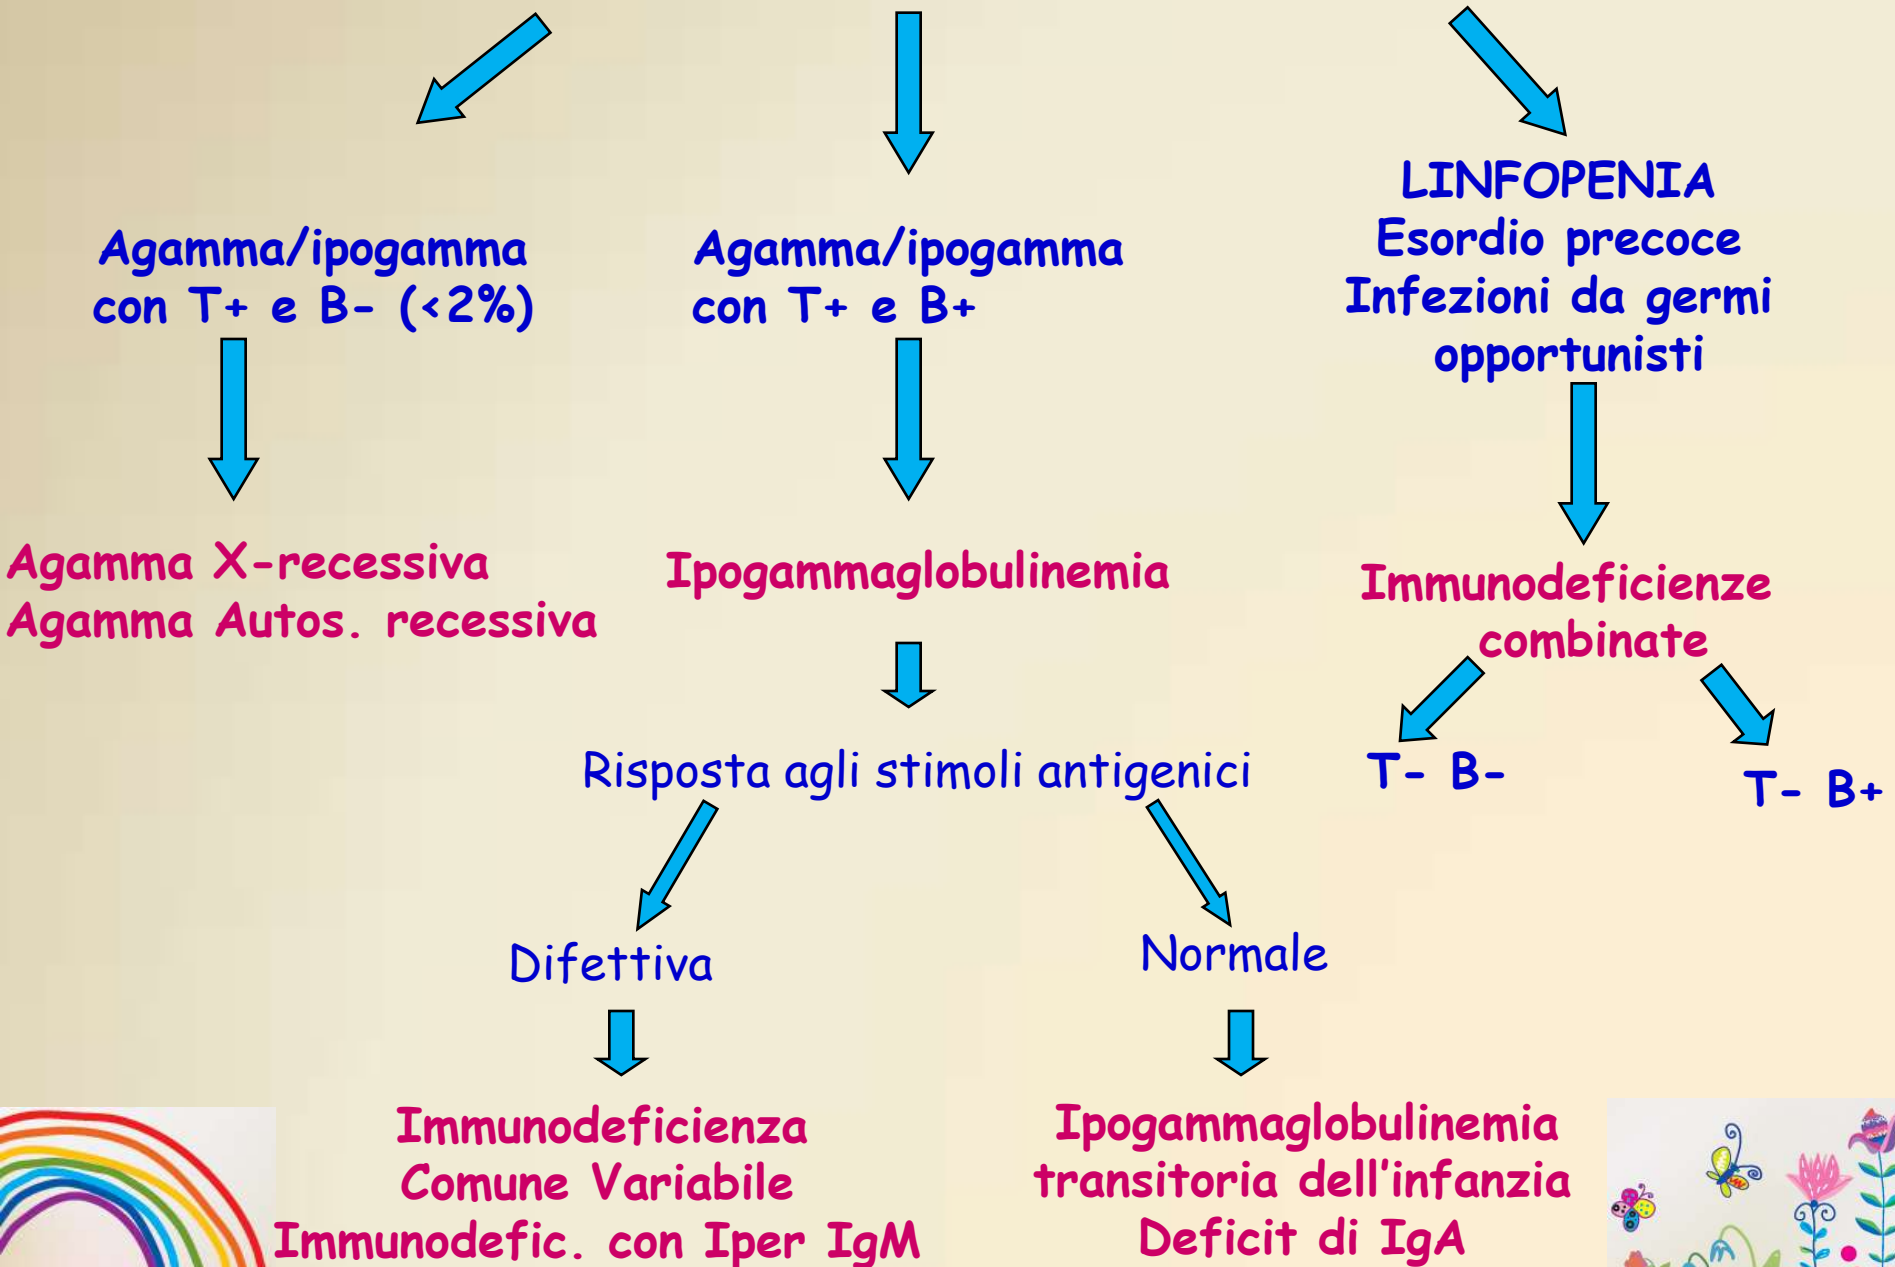 Agamma/ipogamma
con T+ e B- (<2%)
Agamma/ipogamma
con T+ e B+
LINFOPENIA
Esordio precoce
Infezioni da germi
opportunisti
Agamma X-recessiva
Agamma Autos. recessiva
Ipogammaglobulinemia
Immunodeficienze
combinate
Risposta agli stimoli antigenici
T- B-
T- B+
Difettiva
Normale
Immunodeficienza
Comune Variabile
Immunodefic. con Iper IgM
Ipogammaglobulinemia
transitoria dell'infanzia
Deficit di IgA